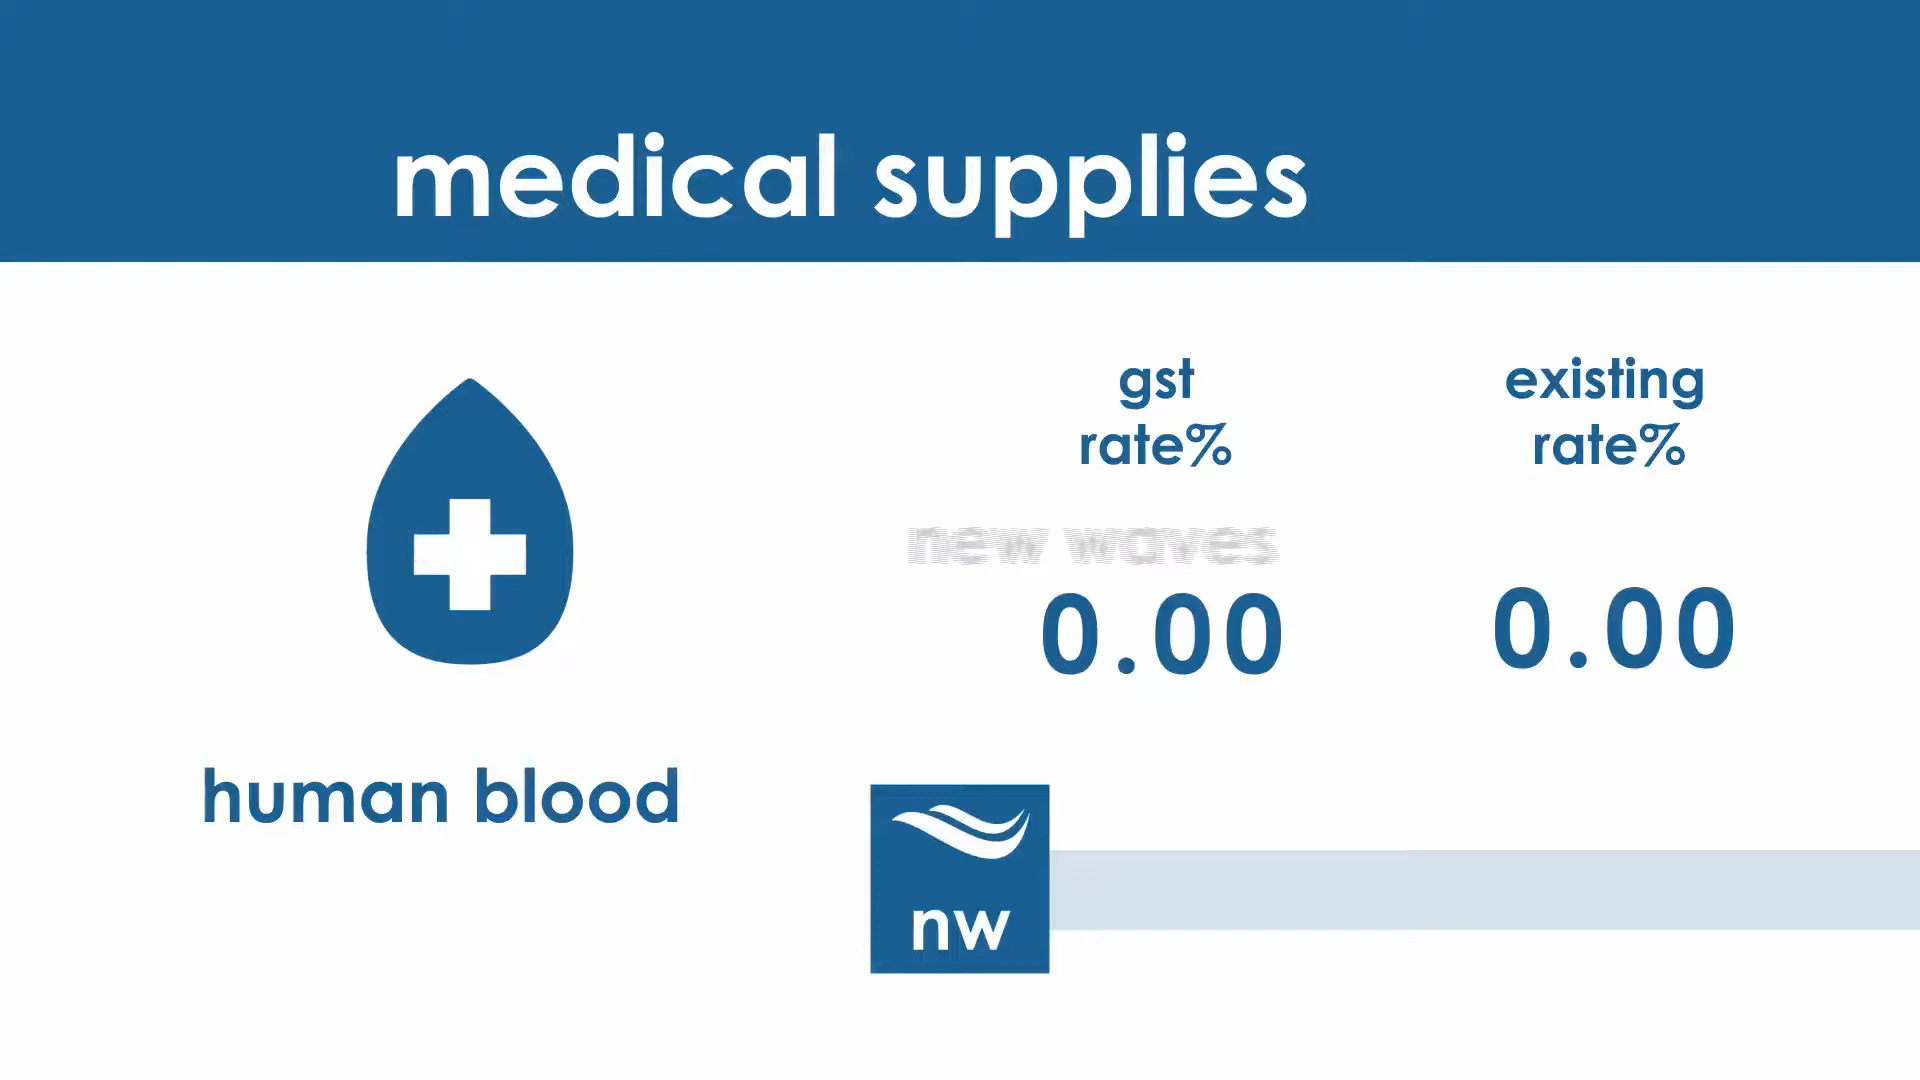 medical supplies
gst
rate%
existing
rate%
new waves
0.00
0.00
human blood
nw